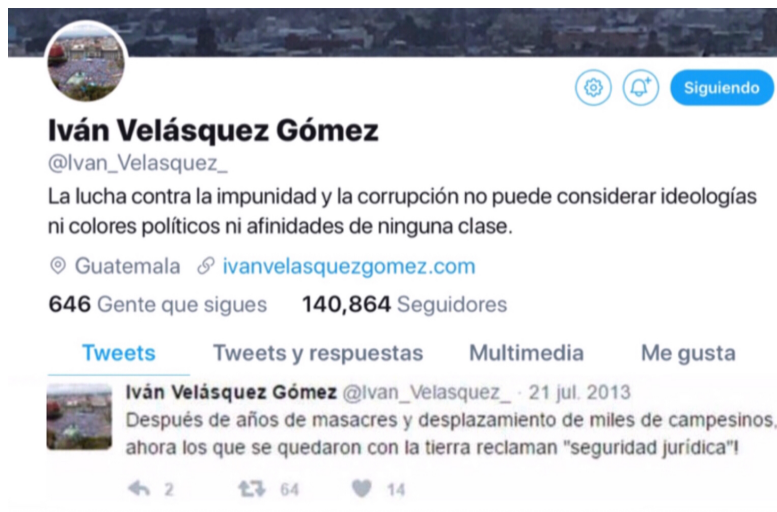 Siguiendo
Iván Velásquez Gómez
@Ivan_Velasquez_
La lucha contra la impunidad y la corrupción no puede considerar ideologías
ni colores políticos ni afinidades de ninguna clase.
Guatemala ivanvelasquezgomez.com
646 Gente que sigues 140,864 Seguidores
Tweets Tweets y respuestas Multimedia Me gusta
Iván Velásquez Gómez @Ivan_Velasquez_ · 21 jul. 2013
Después de años de masacres y desplazamiento de miles de campesinos,
ahora los que se quedaron con la tierra reclaman "seguridad jurídica"!
2 64 14